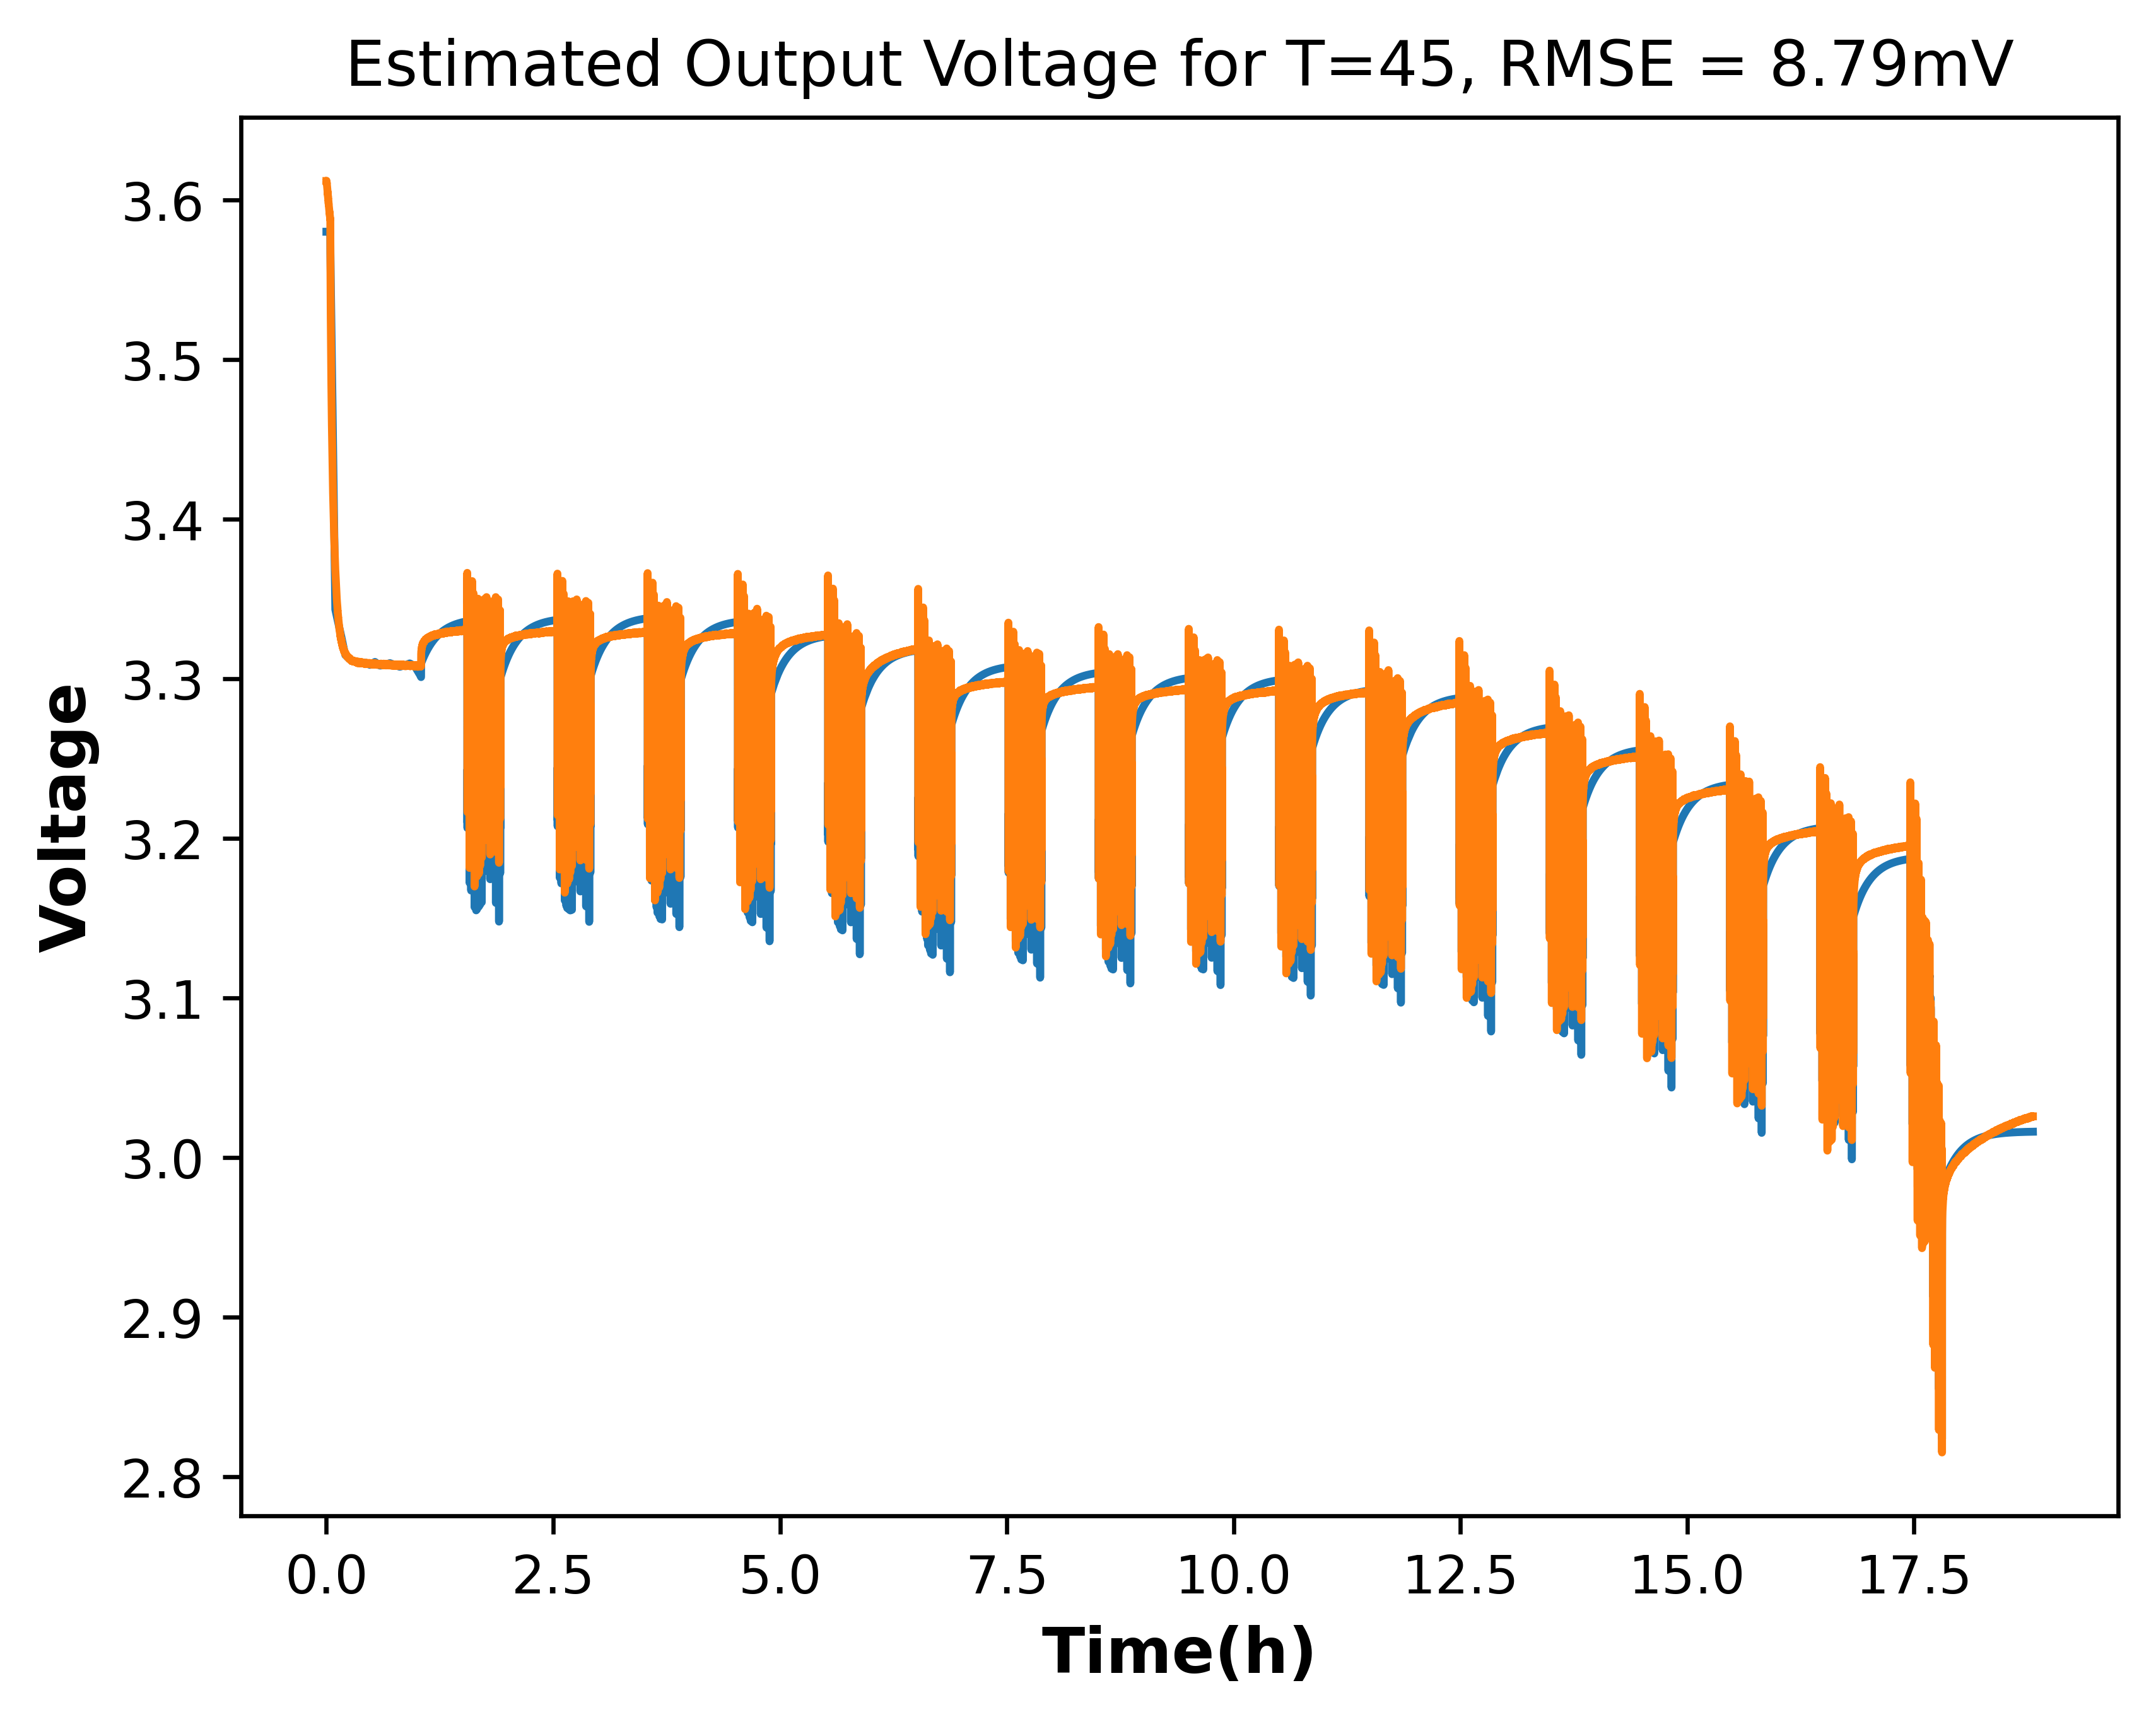 Estimated Output Voltage for T=45, RMSE = 8.79mV
3.6
3.5
3.4
3.3
3.2
3.1
3.0
2.9
2.8
Voltage
0.0 2.5 5.0 7.5 10.0 12.5 15.0 17.5
Time(h)